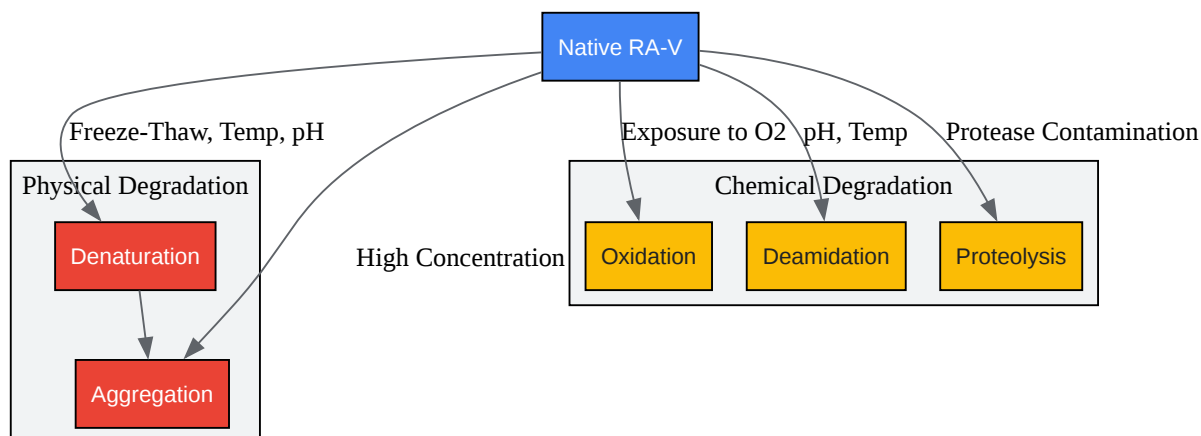 Native RA-V
Freeze-Thaw, Temp, pH
Exposure to O2
pH, Temp
Protease Contamination
Physical Degradation
Chemical Degradation
Denaturation
High Concentration
Oxidation
Deamidation
Proteolysis
Aggregation